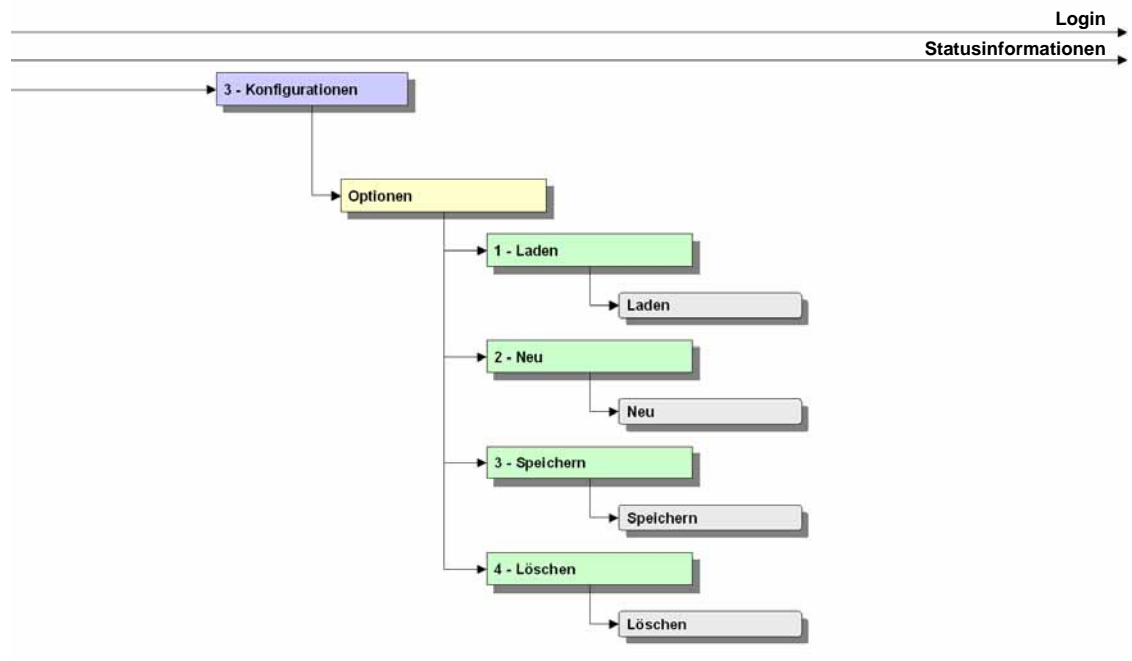 Login
Statusinformationen
3 - Konfigurationen
Optionen
1 - Laden
Laden
2 - Neu
Neu
3 - Speichern
Speichern
4 - Löschen
Löschen